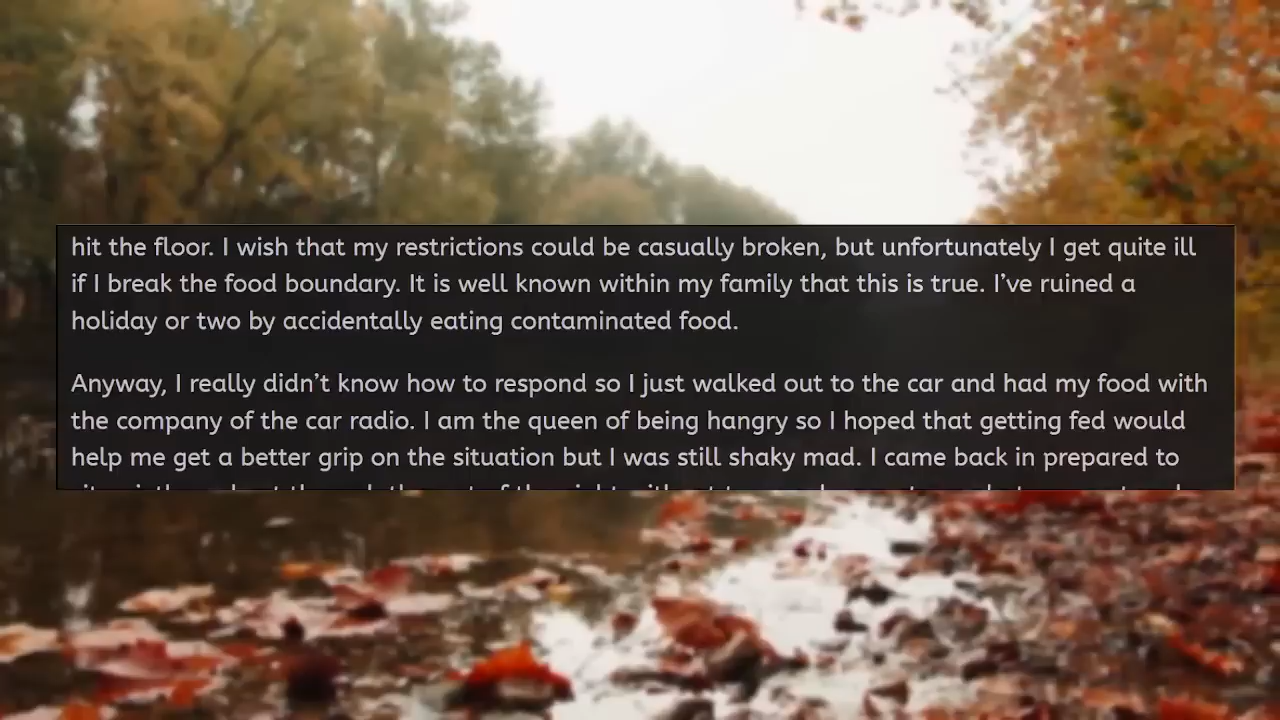 hit the floor. I wish that my restrictions could be casually broken, but unfortunately I get quite ill
if I break the food boundary. It is well known within my family that this is true. I’ve ruined a
holiday or two by accidentally eating contaminated food.
Anyway, I really didn’t know how to respond so I just walked out to the car and had my food with
the company of the car radio. I am the queen of being hangry so I hoped that getting fed would
help me get a better grip on the situation but I was still shaky mad. I came back in prepared to